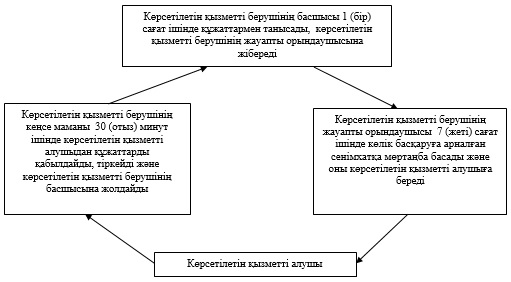 Көрсетілетін қызметті берушінің басшысы 1 (бір)
сағат ішінде құжаттармен танысады,  көрсетілетін
қызметті берушінің жауапты орындаушысына
жібереді
Көрсетілетін қызметті берушінің
кеңсе маманы  30 (отыз) минут
ішінде көрсетілетін қызметті
алушыдан құжаттарды
қабылдайды, тіркейді және
көрсетілетін қызметті берушінің
басшысына жолдайды
Көрсетілетін қызметті берушінің
жауапты орындаушысы  7 (жеті) сағат
ішінде көлік басқаруға арналған
сенімхатқа мөртаңба басады және
оны көрсетілетін қызметті алушыға
береді
Көрсетілетін қызметті алушы